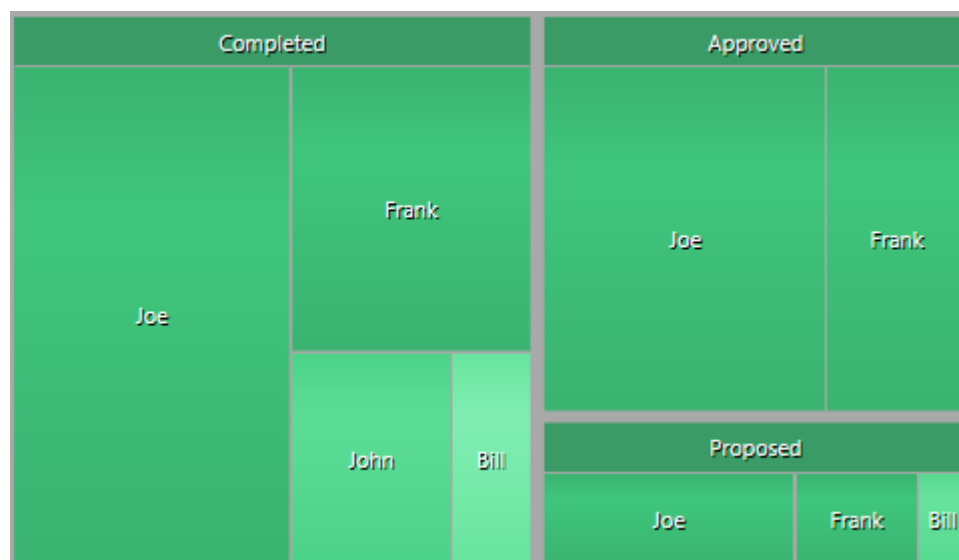 Completed
Joe
Frank
John
Bill
Approved
Joe
Frank
Proposed
Joe
Frank
Bill